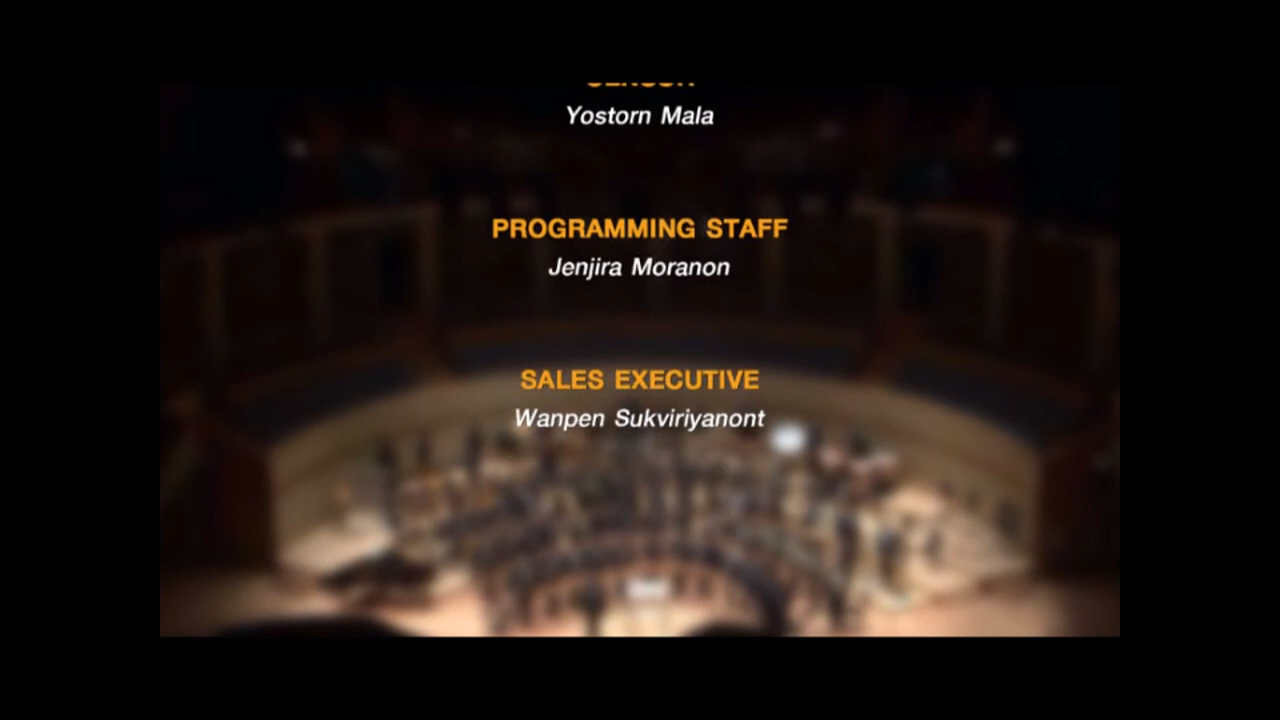 Yostorn Mala
PROGRAMMING STAFF
Jenjira Moranon
SALES EXECUTIVE
Wanpen Sukviriyanont